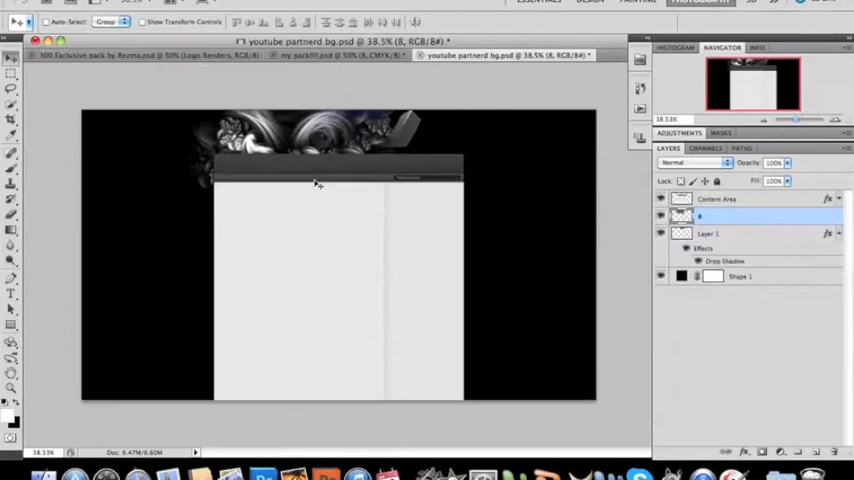 ESSENTIALS DESIGN PAINTING PHOTOGRAPHY
Auto-Select: Group Show Transform Controls
youtube partnerd bg.psd @ 38.5% (8, RGB/8#) *
300 Exclusive pack by Rezma.psd @ 50% (Logo Renders, RGB/8) my pack!!!!.psd @ 50% (8, CMYK/8) * youtube partnerd bg.psd @ 38.5% (8, RGB/8#) *
HISTOGRAM NAVIGATOR INFO
38.53%
ADJUSTMENTS MASKS
LAYERS CHANNELS PATHS
Normal Opacity: 100%
Lock: Fill: 100%
Content Area fx
8
Layer 1 fx
Effects
Drop Shadow
Shape 1
38.53% Doc: 6.47M/6.60M